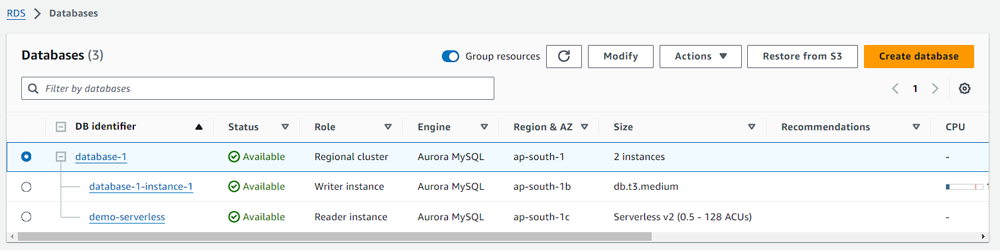 RDS > Databases
Databases (3) Group resources Modify Actions Restore from S3 Create database
Filter by databases 1
DB identifier Status Role Engine Region & AZ Size Recommendations CPU
database-1 Available Regional cluster Aurora MySQL ap-south-1 2 instances -
database-1-instance-1 Available Writer instance Aurora MySQL ap-south-1b db.t3.medium
demo-serverless Available Reader instance Aurora MySQL ap-south-1c Serverless v2 (0.5 - 128 ACUs) -